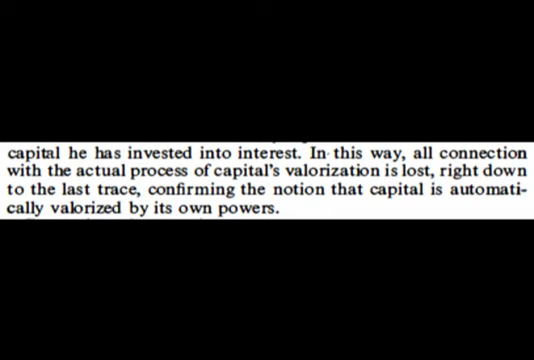 capital he has invested into interest. In this way, all connection
with the actual process of capital's valorization is lost, right down
to the last trace, confirming the notion that capital is automati-
cally valorized by its own powers.